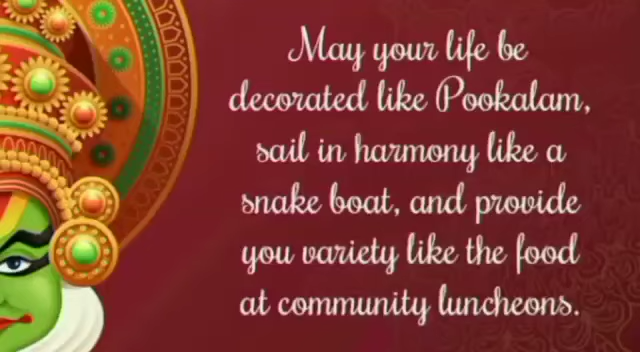 May your life be
decorated like Pookalam,
sail in harmony like a
snake boat, and provide
you variety like the food
at community luncheons.